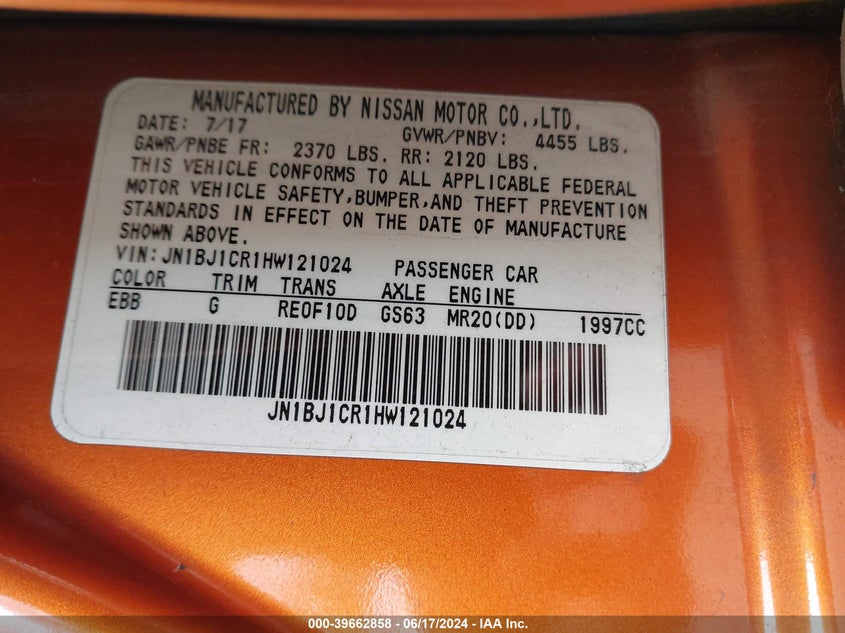 MANUFACTURED BY NISSAN MOTOR CO.,LTD.
DATE: 7/17 GVWR/PNBV: 4455 LBS.
GAWR/PNBE FR: 2370 LBS. RR: 2120 LBS.
THIS VEHICLE CONFORMS TO ALL APPLICABLE FEDERAL
MOTOR VEHICLE SAFETY,BUMPER,AND THEFT PREVENTION
STANDARDS IN EFFECT ON THE DATE OF MANUFACTURE
SHOWN ABOVE.
VIN:JN1BJ1CR1HW121024 PASSENGER CAR
COLOR TRIM TRANS AXLE ENGINE
EBB G RE0F10D GS63 MR20(DD) 1997CC
JN1BJ1CR1HW121024
000-39662858 - 06/17/2024 - IAA Inc.